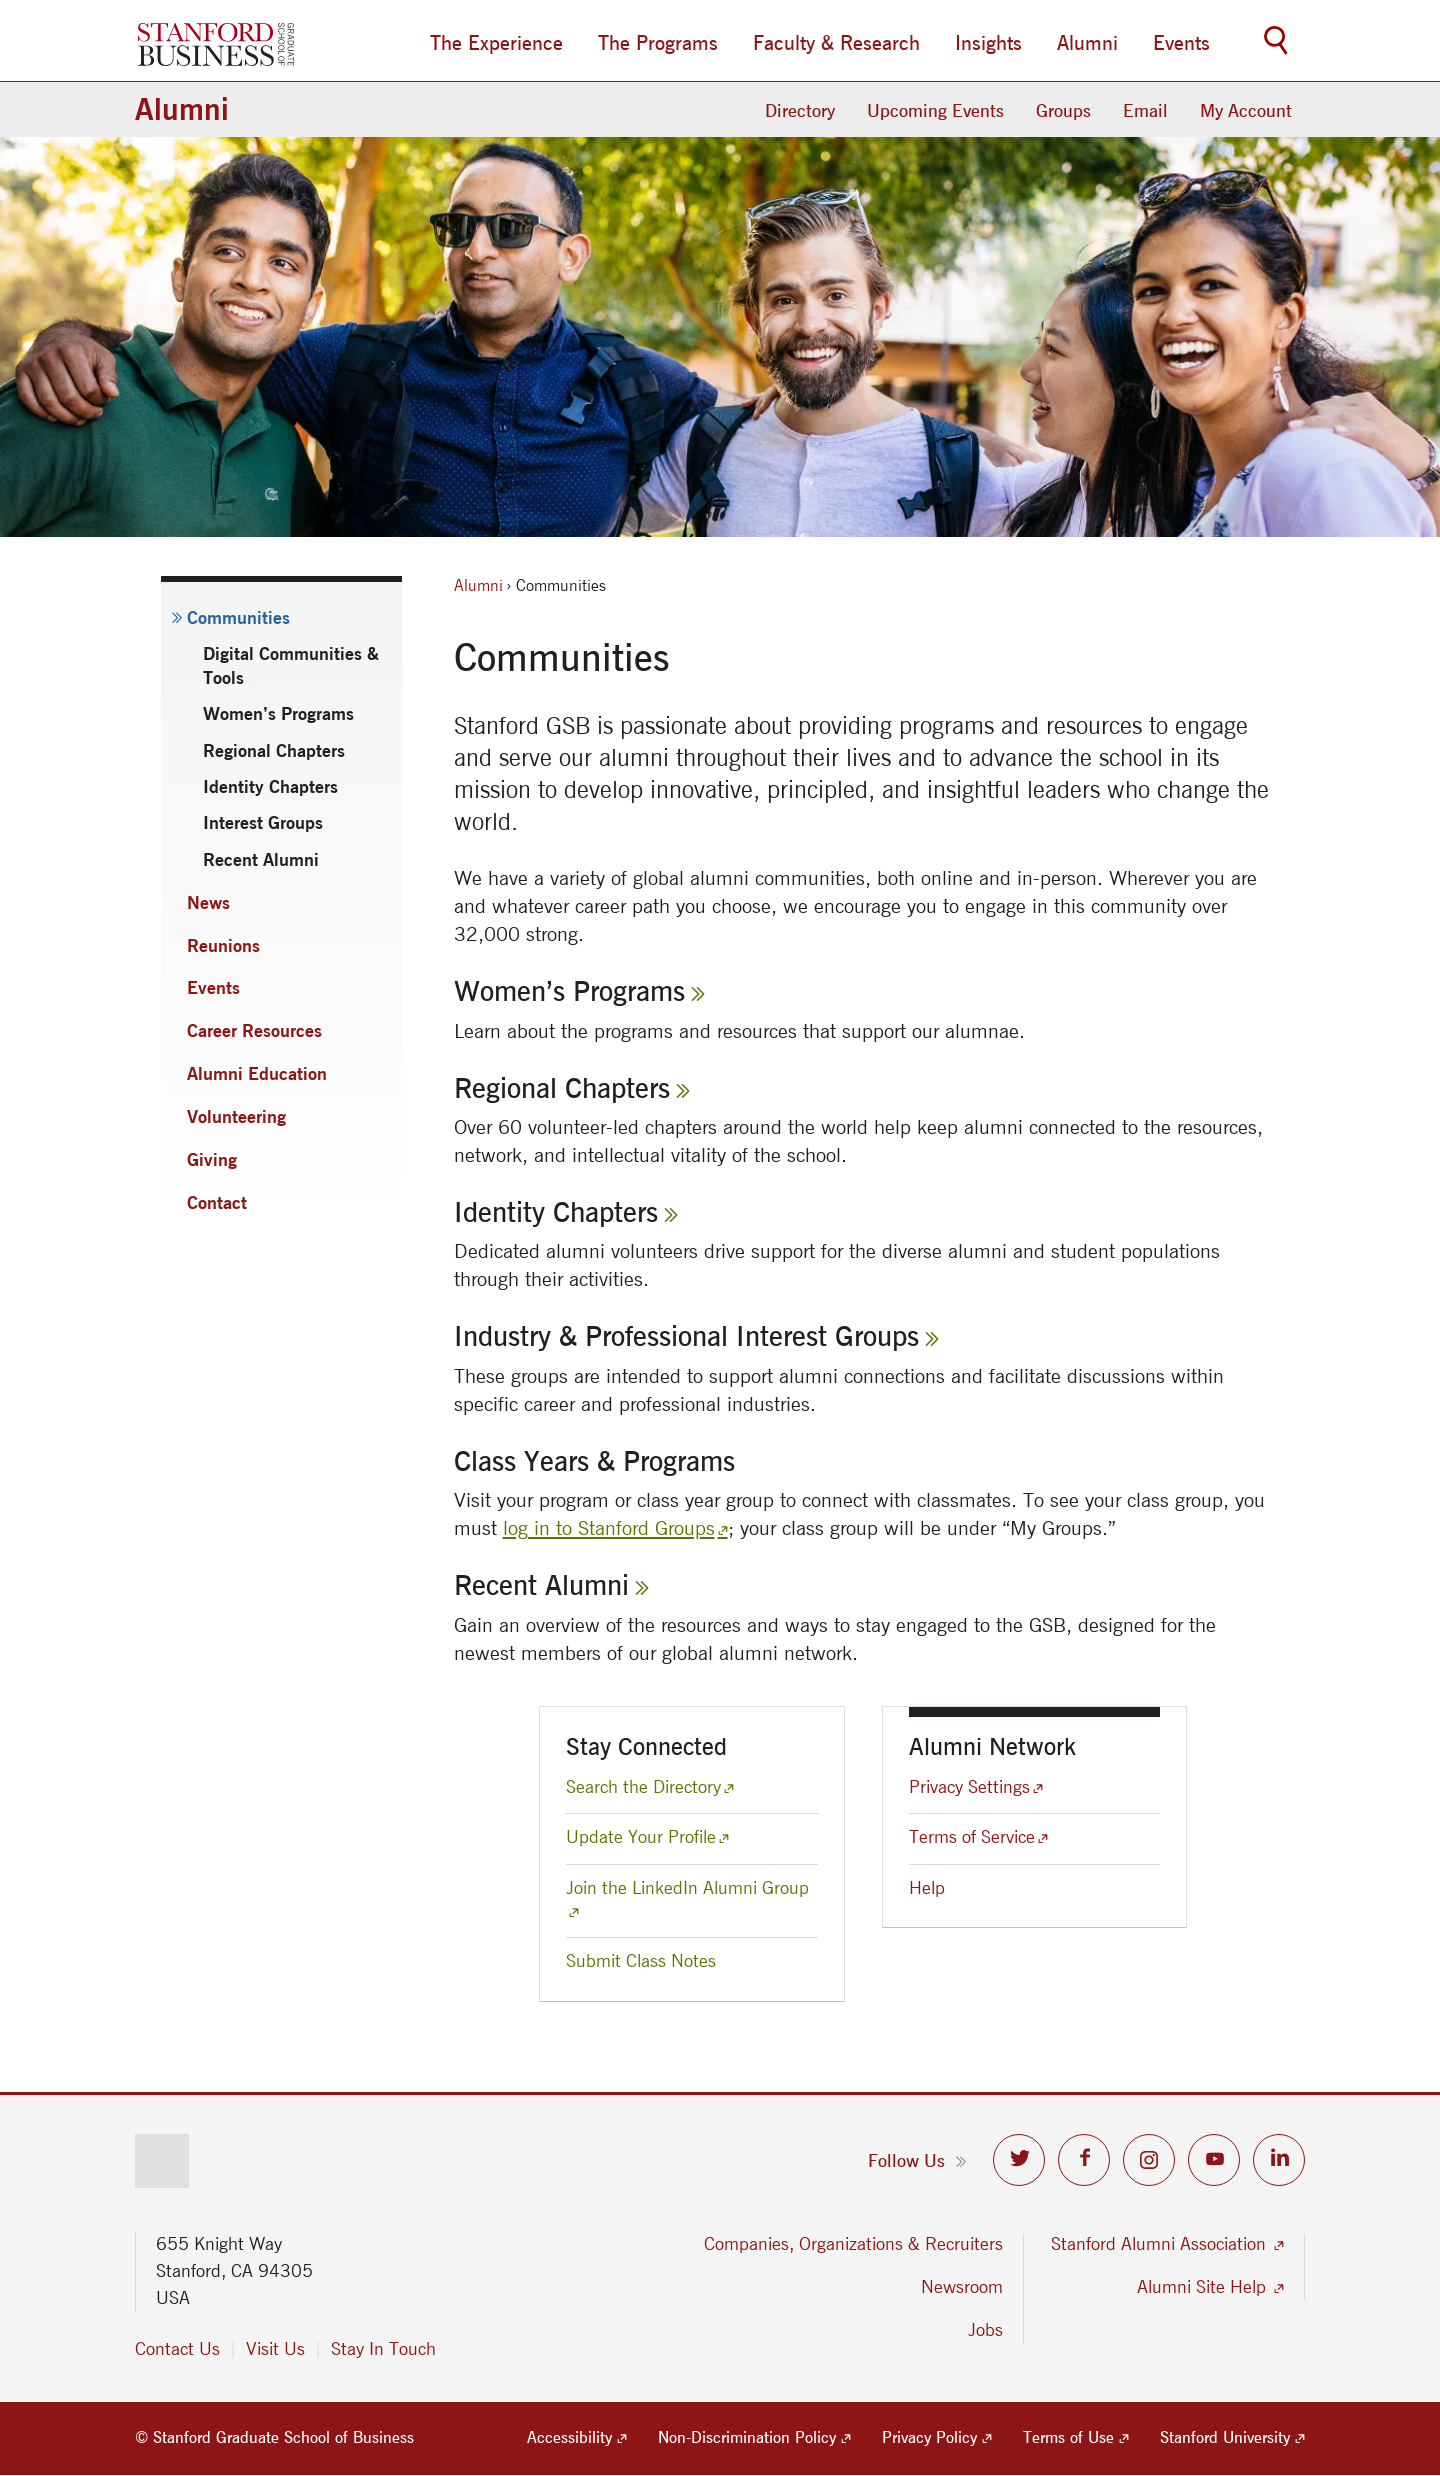 STANFORD
BUSINESS
GRADUATE
SCHOOL OF
The Experience
The Programs
Faculty & Research
Insights
Alumni
Events
Alumni
Directory
Upcoming Events
Groups
Email
My Account
» Communities
Digital Communities &
Tools
Women’s Programs
Regional Chapters
Identity Chapters
Interest Groups
Recent Alumni
News
Reunions
Events
Career Resources
Alumni Education
Volunteering
Giving
Contact
Alumni › Communities
Communities
Stanford GSB is passionate about providing programs and resources to engage
and serve our alumni throughout their lives and to advance the school in its
mission to develop innovative, principled, and insightful leaders who change the
world.
We have a variety of global alumni communities, both online and in-person. Wherever you are
and whatever career path you choose, we encourage you to engage in this community over
32,000 strong.
Women’s Programs »
Learn about the programs and resources that support our alumnae.
Regional Chapters »
Over 60 volunteer-led chapters around the world help keep alumni connected to the resources,
network, and intellectual vitality of the school.
Identity Chapters »
Dedicated alumni volunteers drive support for the diverse alumni and student populations
through their activities.
Industry & Professional Interest Groups »
These groups are intended to support alumni connections and facilitate discussions within
specific career and professional industries.
Class Years & Programs
Visit your program or class year group to connect with classmates. To see your class group, you
must log in to Stanford Groups; your class group will be under “My Groups.”
Recent Alumni »
Gain an overview of the resources and ways to stay engaged to the GSB, designed for the
newest members of our global alumni network.
Stay Connected
Search the Directory
Update Your Profile
Join the LinkedIn Alumni Group
Submit Class Notes
Alumni Network
Privacy Settings
Terms of Service
Help
Follow Us »
655 Knight Way
Stanford, CA 94305
USA
Contact Us | Visit Us | Stay In Touch
Companies, Organizations & Recruiters
Newsroom
Jobs
Stanford Alumni Association
Alumni Site Help
© Stanford Graduate School of Business
Accessibility
Non-Discrimination Policy
Privacy Policy
Terms of Use
Stanford University